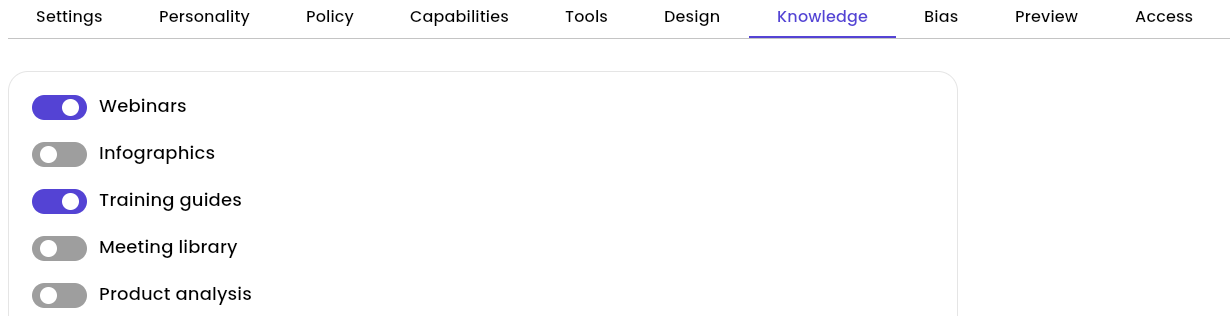 Settings Personality Policy Capabilities Tools Design Knowledge Bias Preview Access
Webinars
Infographics
Training guides
Meeting library
Product analysis